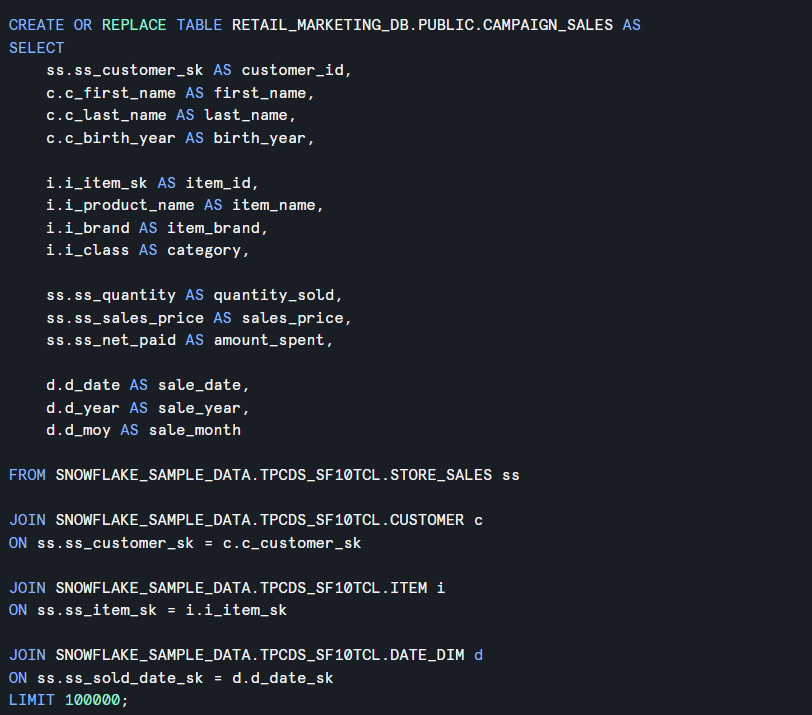 CREATE OR REPLACE TABLE RETAIL_MARKETING_DB.PUBLIC.CAMPAIGN_SALES AS
SELECT
ss.ss_customer_sk AS customer_id,
c.c_first_name AS first_name,
c.c_last_name AS last_name,
c.c_birth_year AS birth_year,
i.i_item_sk AS item_id,
i.i_product_name AS item_name,
i.i_brand AS item_brand,
i.i_class AS category,
ss.ss_quantity AS quantity_sold,
ss.ss_sales_price AS sales_price,
ss.ss_net_paid AS amount_spent,
d.d_date AS sale_date,
d.d_year AS sale_year,
d.d_moy AS sale_month
FROM SNOWFLAKE_SAMPLE_DATA.TPCDS_SF10TCL.STORE_SALES ss
JOIN SNOWFLAKE_SAMPLE_DATA.TPCDS_SF10TCL.CUSTOMER c
ON ss.ss_customer_sk = c.c_customer_sk
JOIN SNOWFLAKE_SAMPLE_DATA.TPCDS_SF10TCL.ITEM i
ON ss.ss_item_sk = i.i_item_sk
JOIN SNOWFLAKE_SAMPLE_DATA.TPCDS_SF10TCL.DATE_DIM d
ON ss.ss_sold_date_sk = d.d_date_sk
LIMIT 100000;